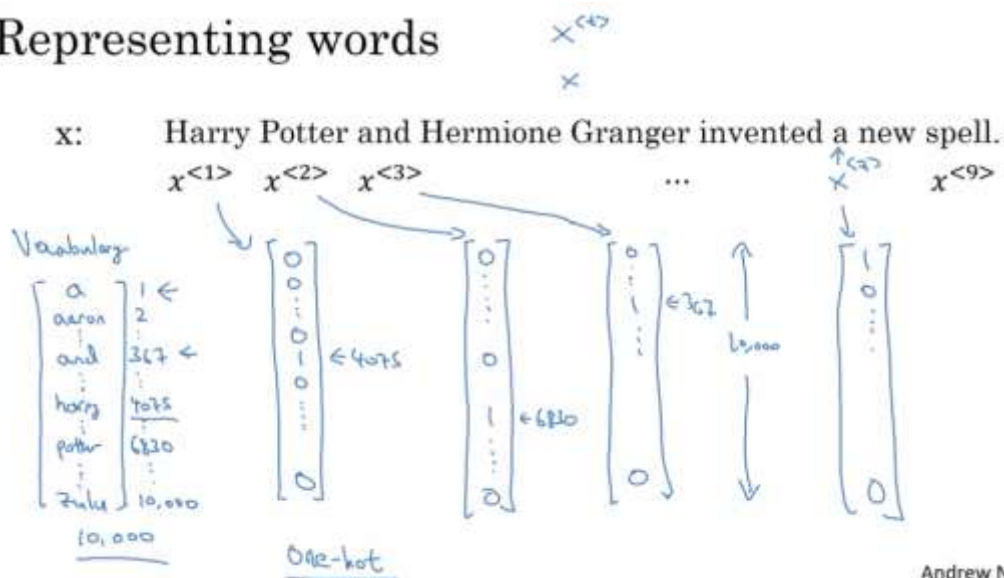 Representing words
x<t>
x
x: Harry Potter and Hermione Granger invented a new spell.
x<1> x<2> x<3> ... x<7> x<9>
Vocabulary
a 1 ←
aaron 2
and 367 ←
harry 4075
potter 6830
zulu 10,000
10,000
0
0
0
1 ← 4075
0
0
0
0
1 ← 6830
0
0
1 ← 367
0
10,000
1
0
0
One-hot
Andrew N